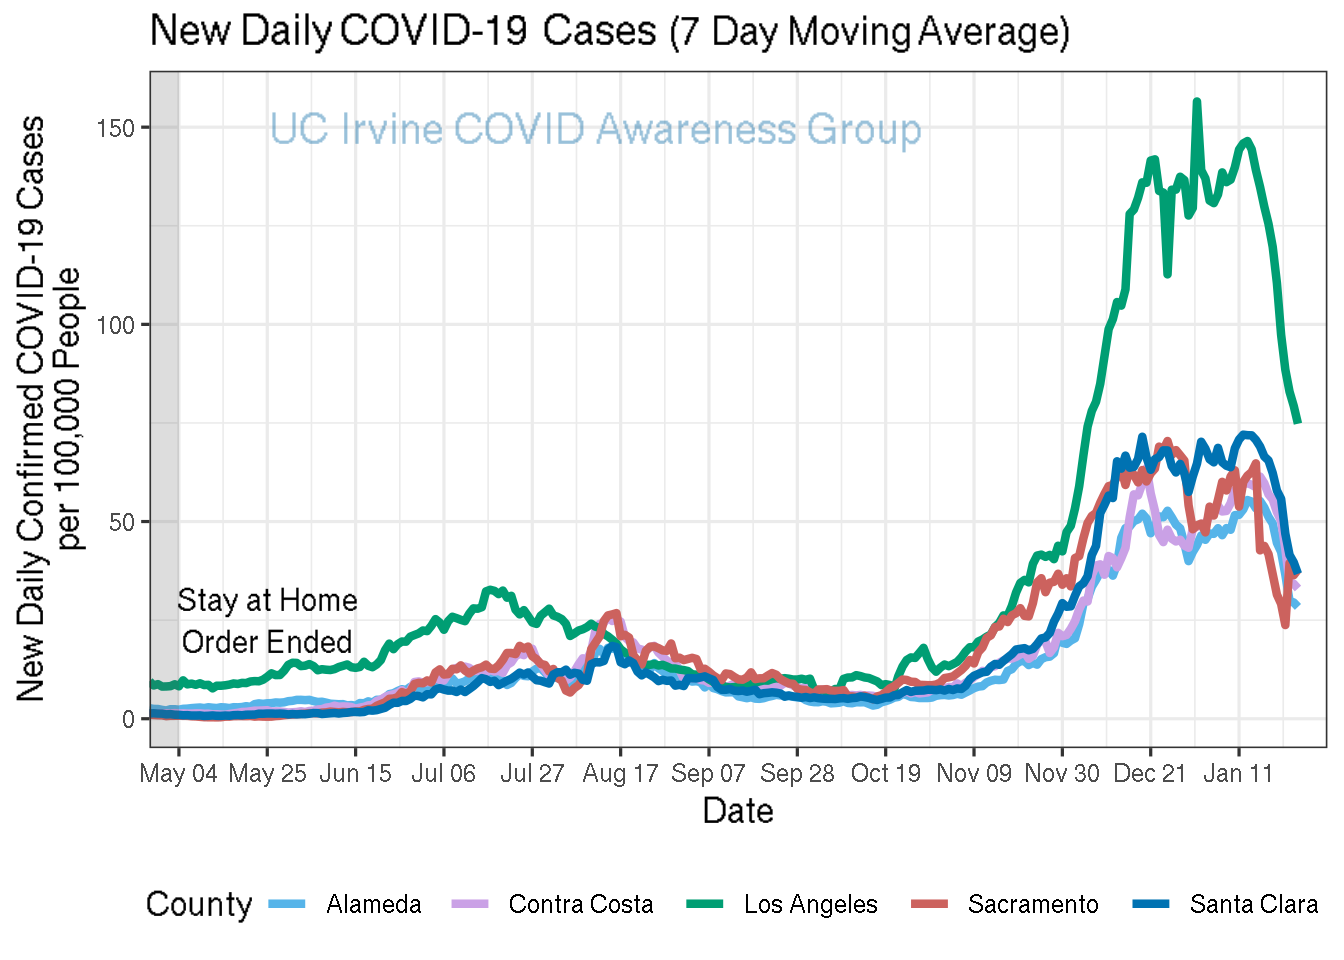 New Daily COVID-19 Cases (7 Day Moving Average)
UC Irvine COVID Awareness Group
New Daily Confirmed COVID-19 Cases
per 100,000 People
150
100
50
0
Stay at Home
Order Ended
May 04 May 25 Jun 15 Jul 06 Jul 27 Aug 17 Sep 07 Sep 28 Oct 19 Nov 09 Nov 30 Dec 21 Jan 11
Date
County Alameda Contra Costa Los Angeles Sacramento Santa Clara